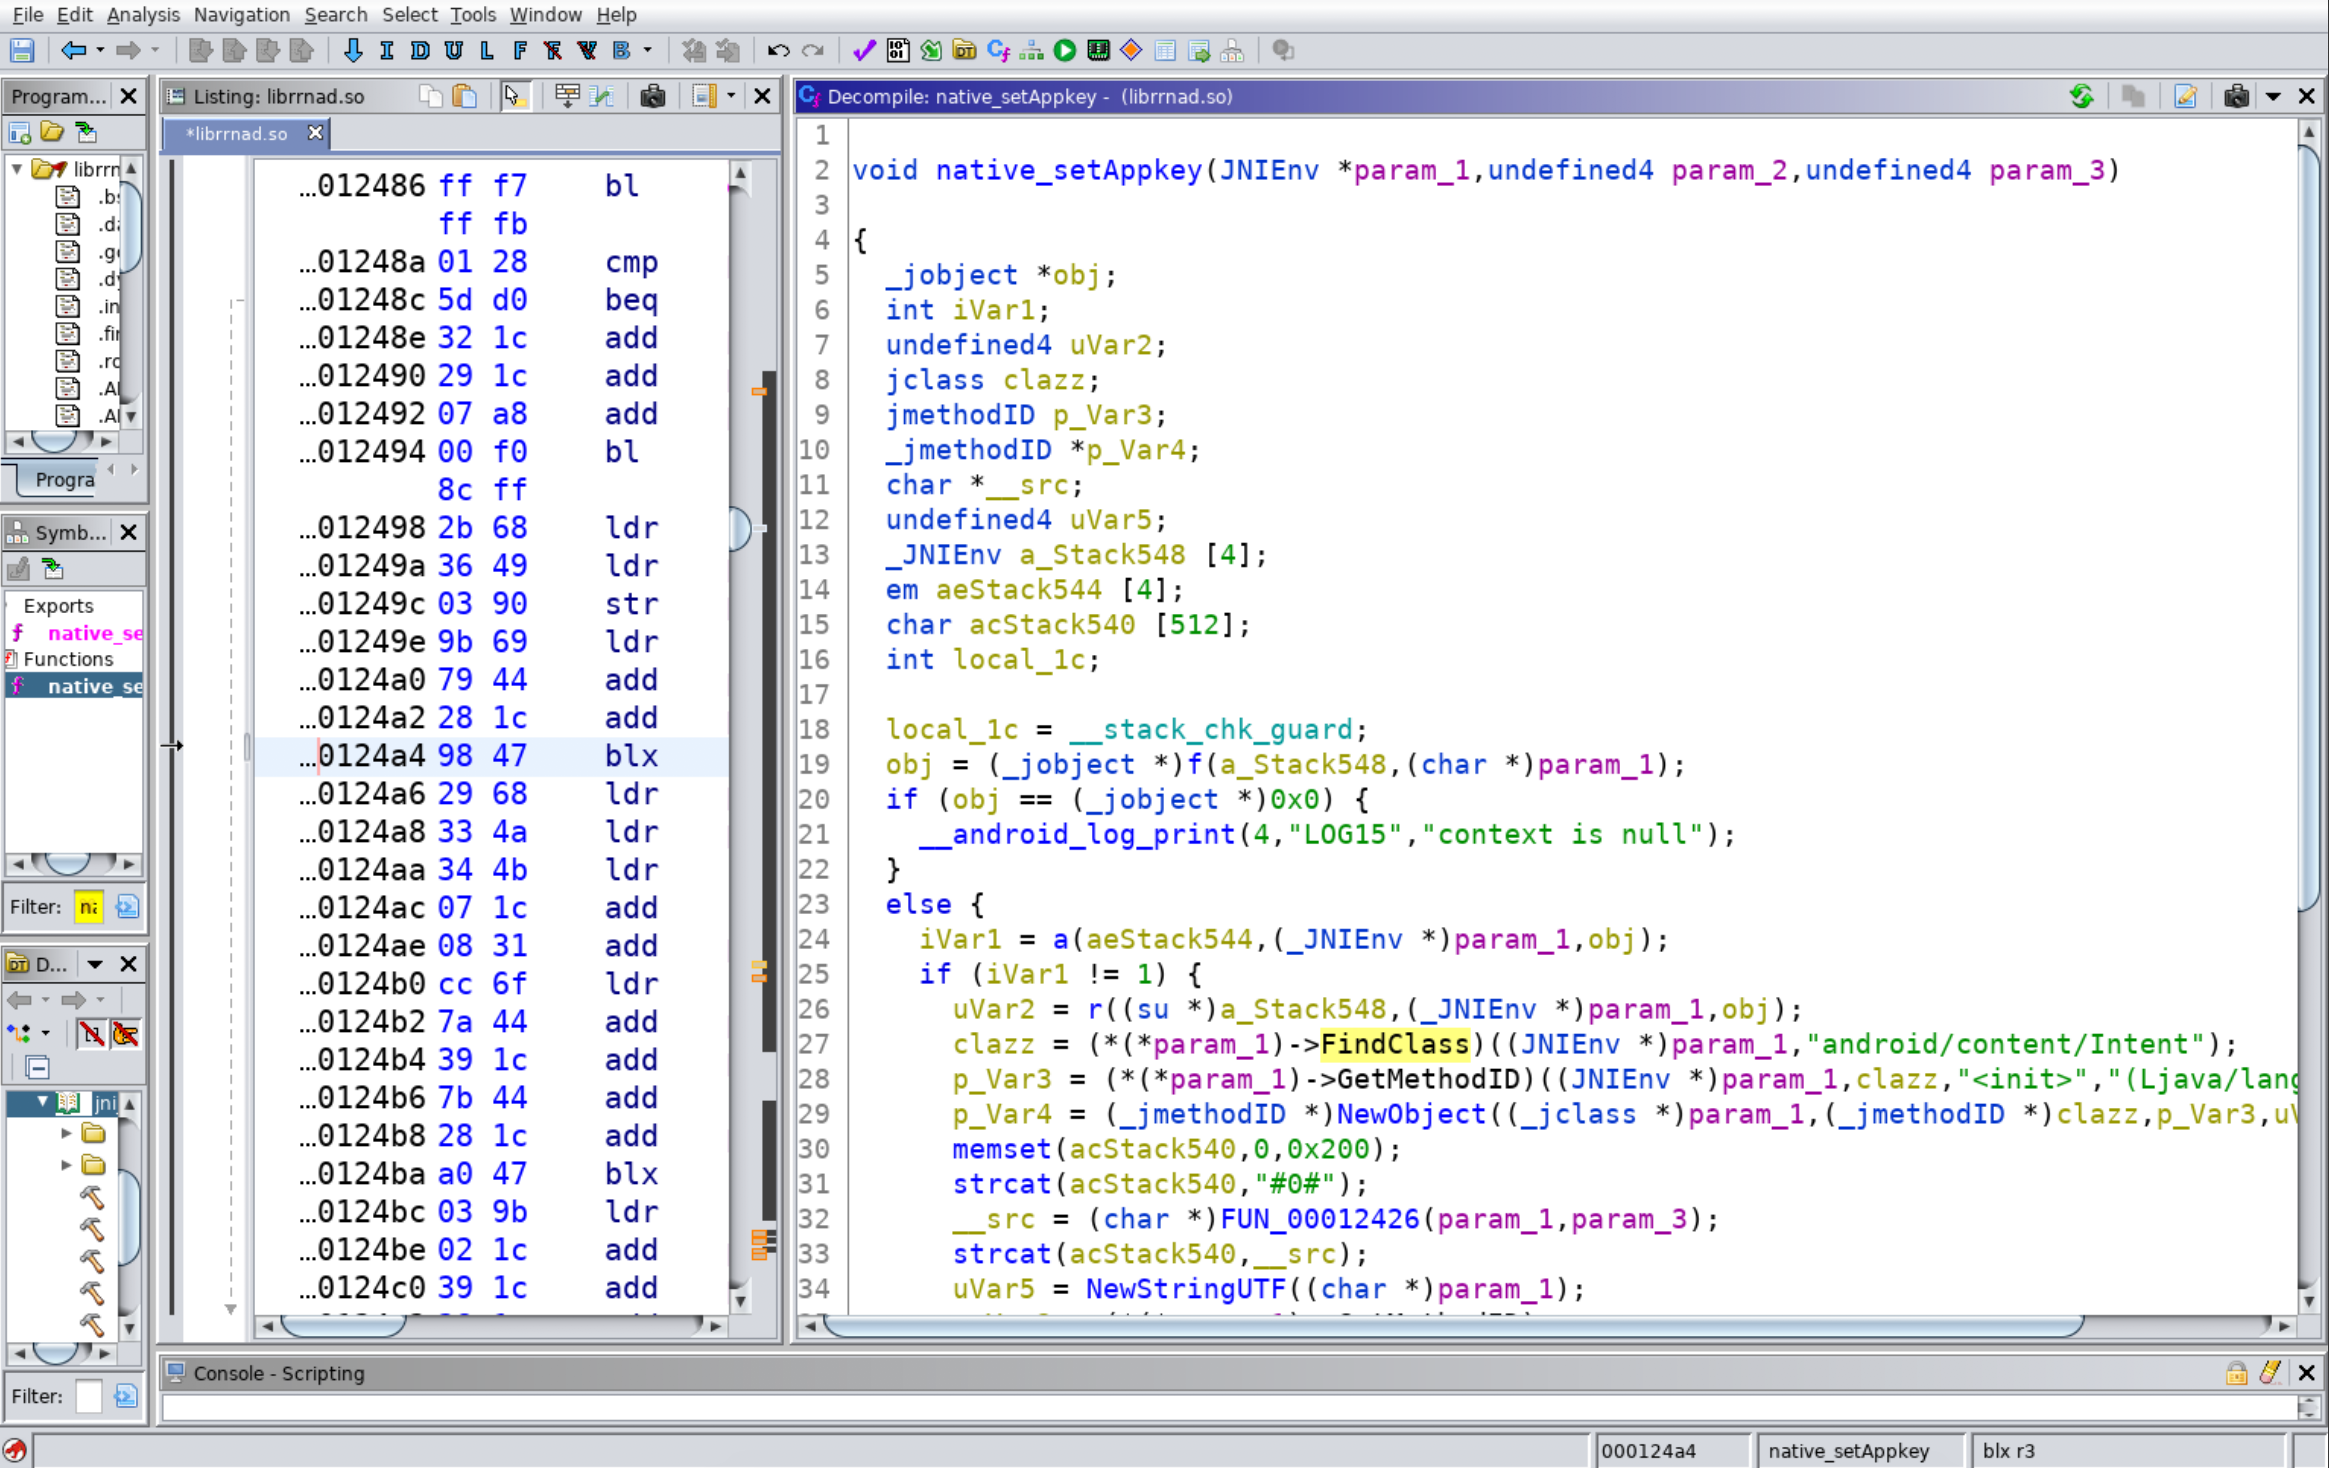 File Edit Analysis Navigation Search Select Tools Window Help
I D U L F B
Program...
librrn
.b
.d
.g
.d
.in
.fir
.rc
Progra
Symb...
Exports
f native_se
Functions
f native_se
Filter: na
DT D...
jni
Filter:
Listing: librrnad.so
*librrnad.so
...012486 ff f7 bl
ff fb
...01248a 01 28 cmp
...01248c 5d d0 beq
...01248e 32 1c add
...012490 29 1c add
...012492 07 a8 add
...012494 00 f0 bl
8c ff
...012498 2b 68 ldr
...01249a 36 49 ldr
...01249c 03 90 str
...01249e 9b 69 ldr
...0124a0 79 44 add
...0124a2 28 1c add
...0124a4 98 47 blx
...0124a6 29 68 ldr
...0124a8 33 4a ldr
...0124aa 34 4b ldr
...0124ac 07 1c add
...0124ae 08 31 add
...0124b0 cc 6f ldr
...0124b2 7a 44 add
...0124b4 39 1c add
...0124b6 7b 44 add
...0124b8 28 1c add
...0124ba a0 47 blx
...0124bc 03 9b ldr
...0124be 02 1c add
...0124c0 39 1c add
Decompile: native_setAppkey - (librrnad.so)
1
2 void native_setAppkey(JNIEnv *param_1,undefined4 param_2,undefined4 param_3)
3
4 {
5 _jobject *obj;
6 int iVar1;
7 undefined4 uVar2;
8 jclass clazz;
9 jmethodID p_Var3;
10 _jmethodID *p_Var4;
11 char *__src;
12 undefined4 uVar5;
13 _JNIEnv a_Stack548 [4];
14 em aeStack544 [4];
15 char acStack540 [512];
16 int local_1c;
17
18 local_1c = __stack_chk_guard;
19 obj = (_jobject *)f(a_Stack548,(char *)param_1);
20 if (obj == (_jobject *)0x0) {
21 __android_log_print(4,"LOG15","context is null");
22 }
23 else {
24 iVar1 = a(aeStack544,(_JNIEnv *)param_1,obj);
25 if (iVar1 != 1) {
26 uVar2 = r((su *)a_Stack548,(_JNIEnv *)param_1,obj);
27 clazz = (*(*param_1)->FindClass)((JNIEnv *)param_1,"android/content/Intent");
28 p_Var3 = (*(*param_1)->GetMethodID)((JNIEnv *)param_1,clazz,"<init>","(Ljava/lang
29 p_Var4 = (_jmethodID *)NewObject((_jclass *)param_1,(_jmethodID *)clazz,p_Var3,uV
30 memset(acStack540,0,0x200);
31 strcat(acStack540,"#0#");
32 __src = (char *)FUN_00012426(param_1,param_3);
33 strcat(acStack540,__src);
34 uVar5 = NewStringUTF((char *)param_1);
Console - Scripting
000124a4 native_setAppkey blx r3